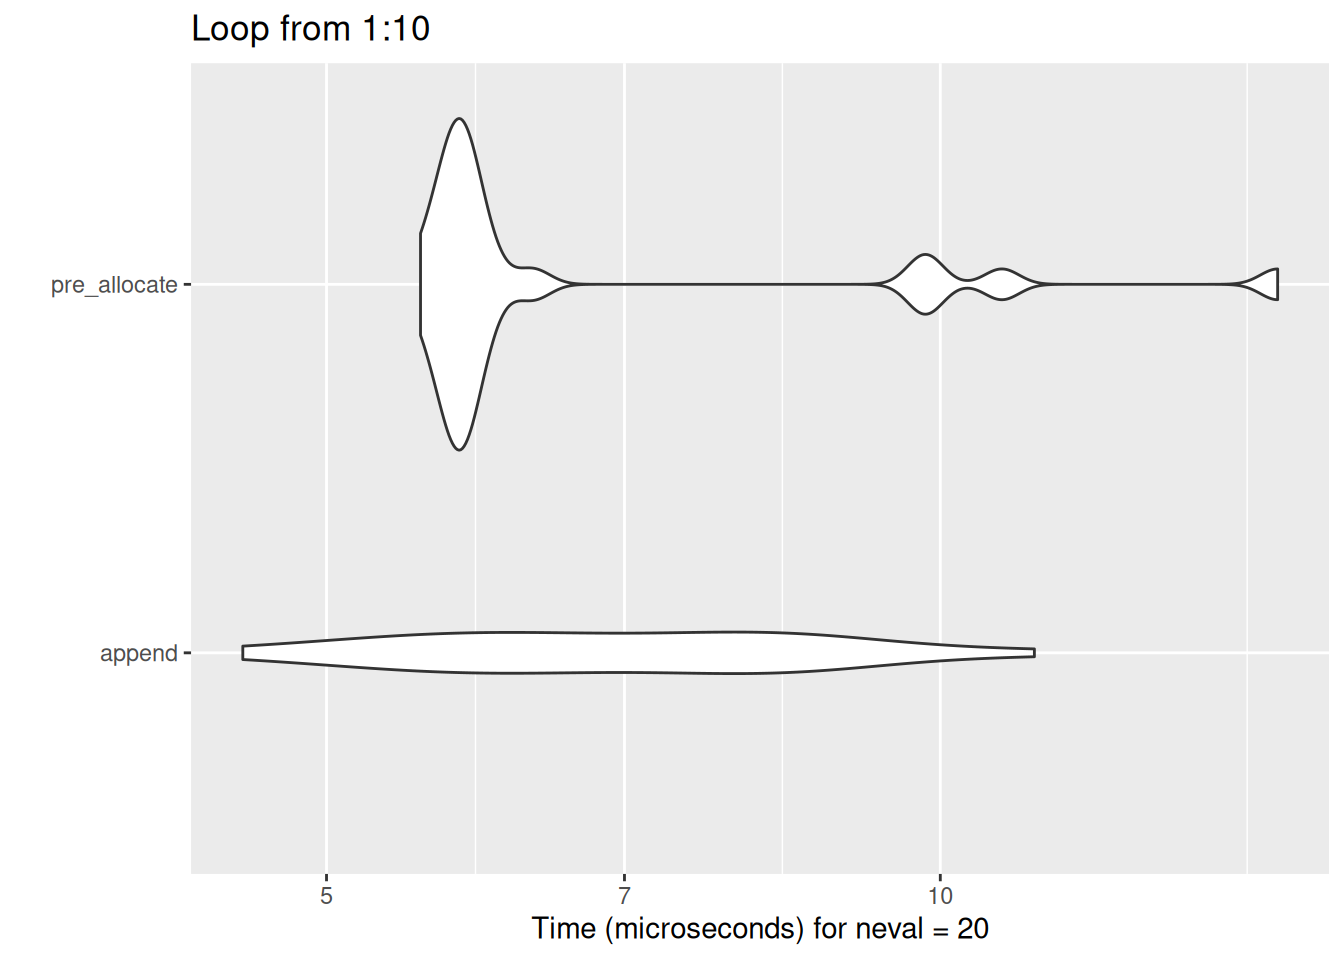 Loop from 1:10
pre_allocate
append
5 7 10
Time (microseconds) for neval = 20